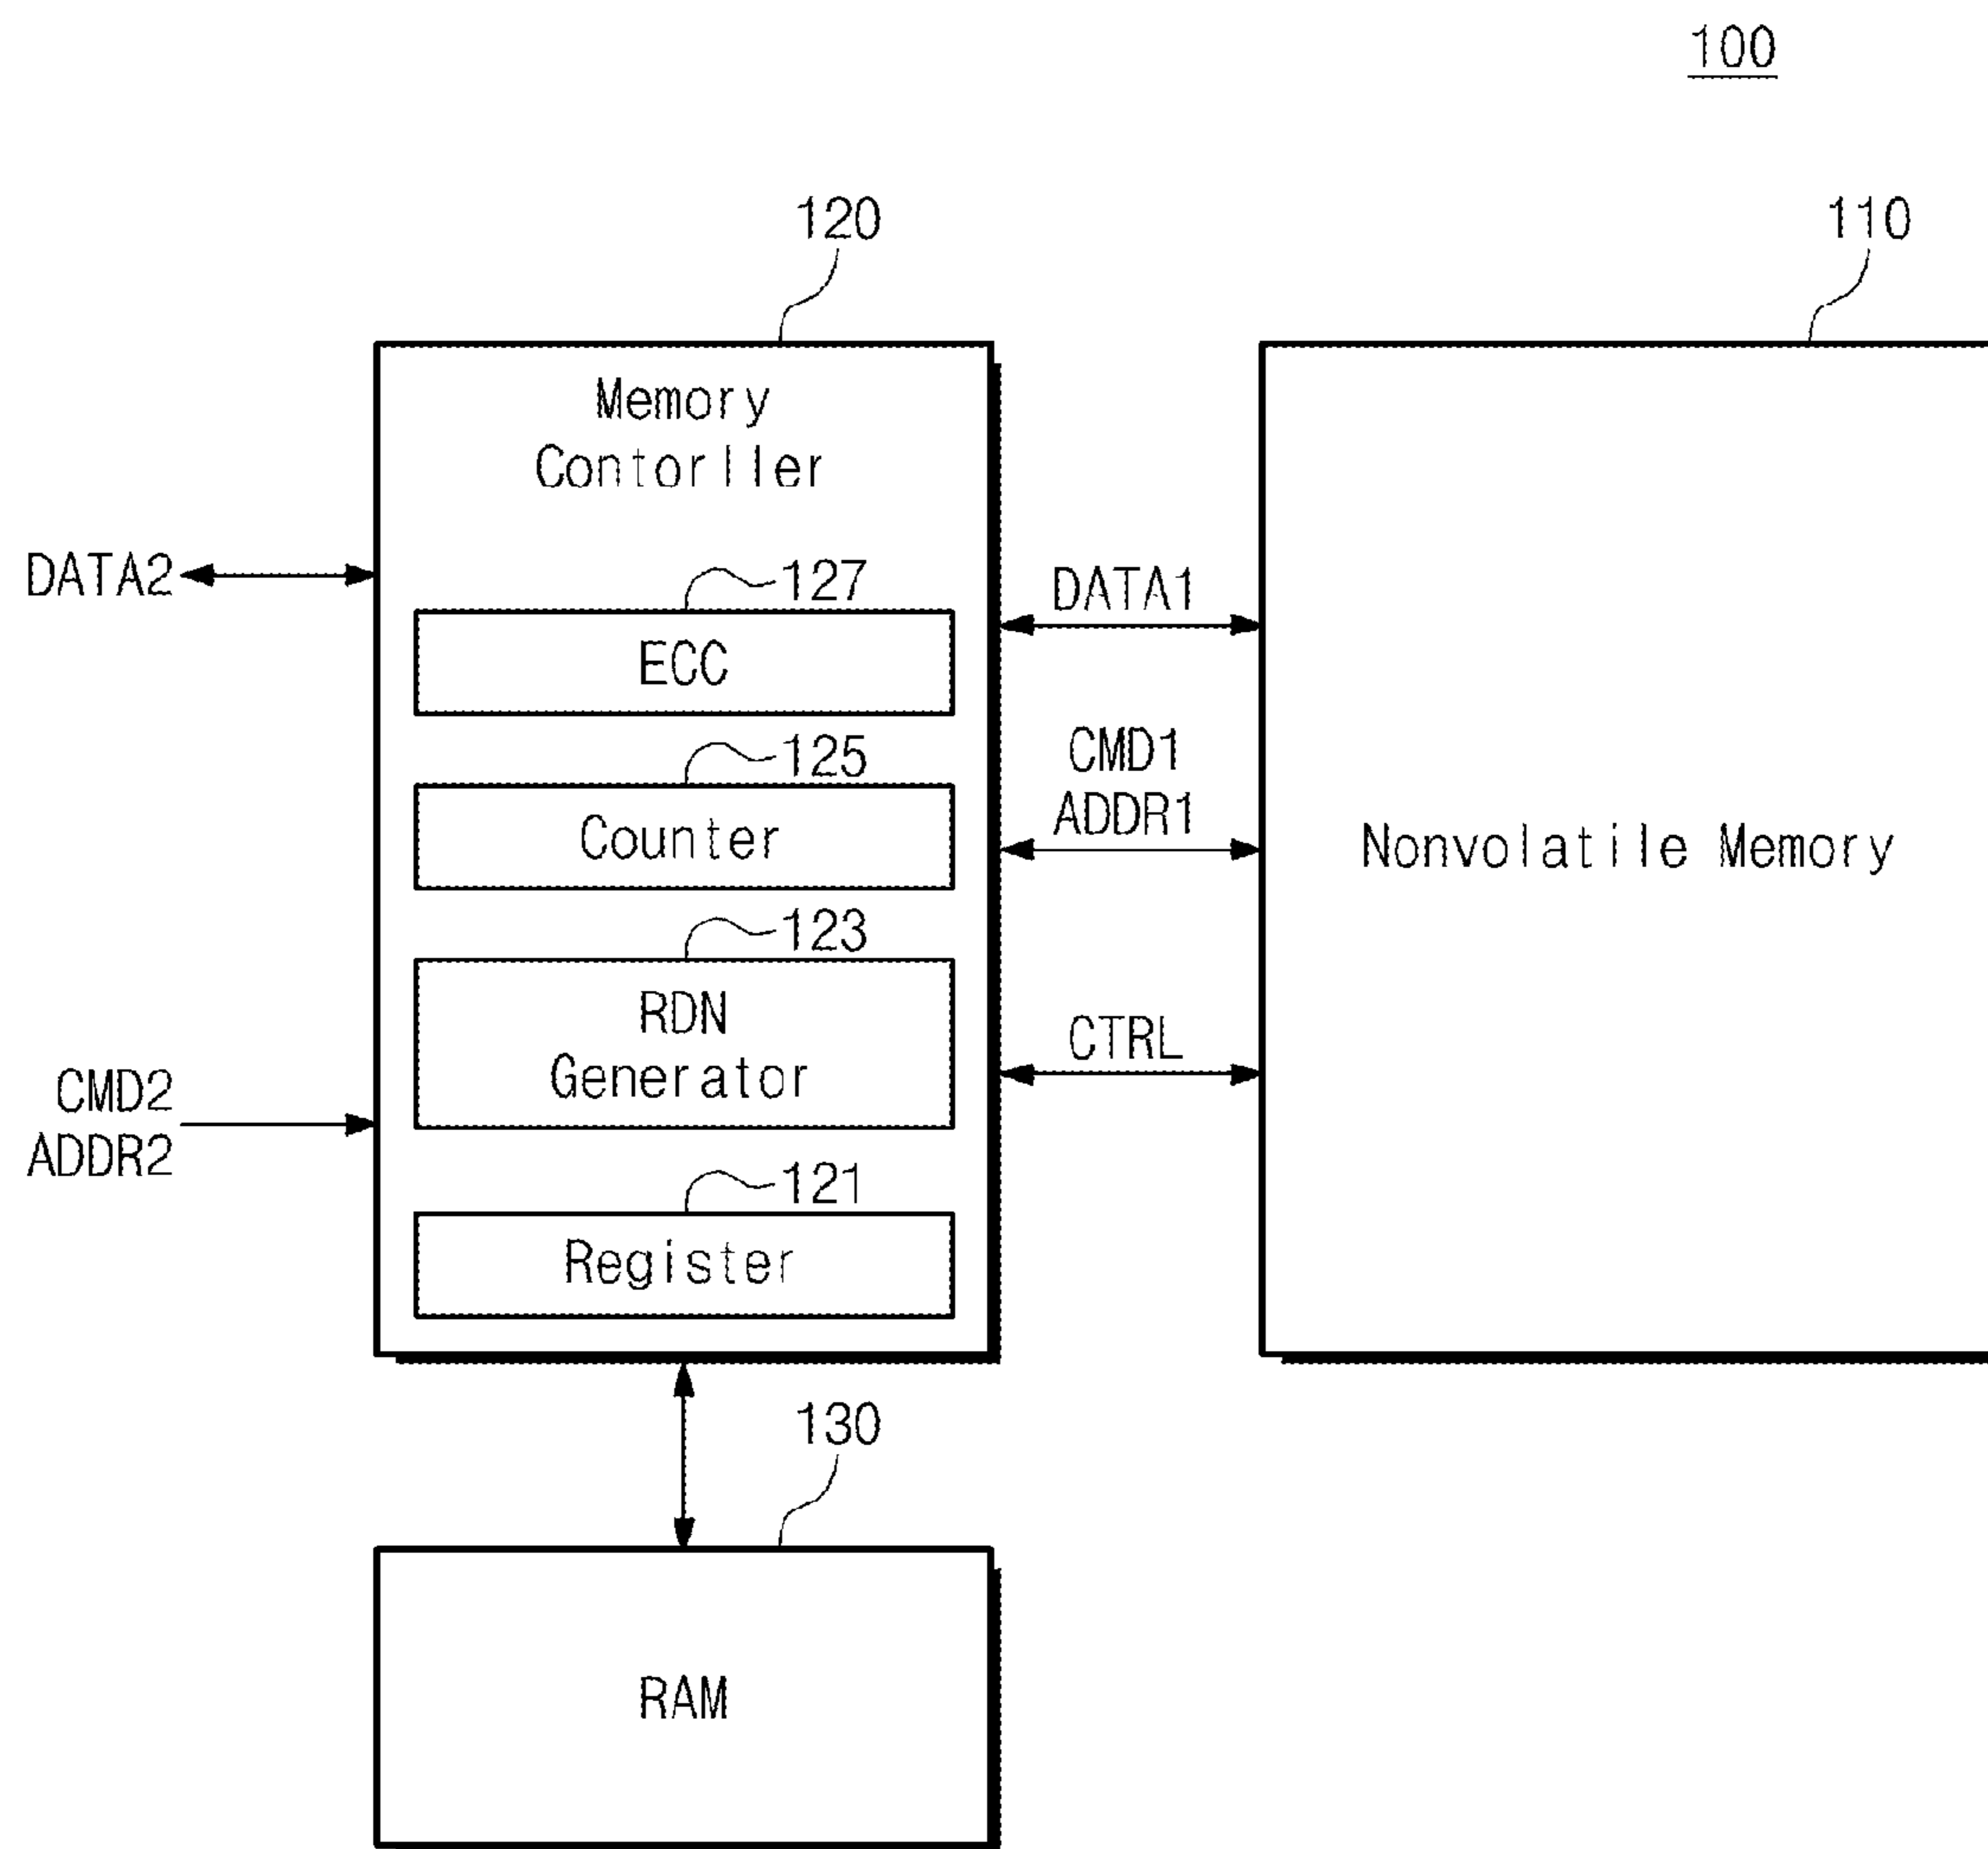 100
120
110
Memory
Contorller
DATA2
127
DATA1
ECC
125
CMD1
ADDR1
Counter
Nonvolatile Memory
123
RDN
Generator
CTRL
CMD2
ADDR2
121
Register
130
RAM